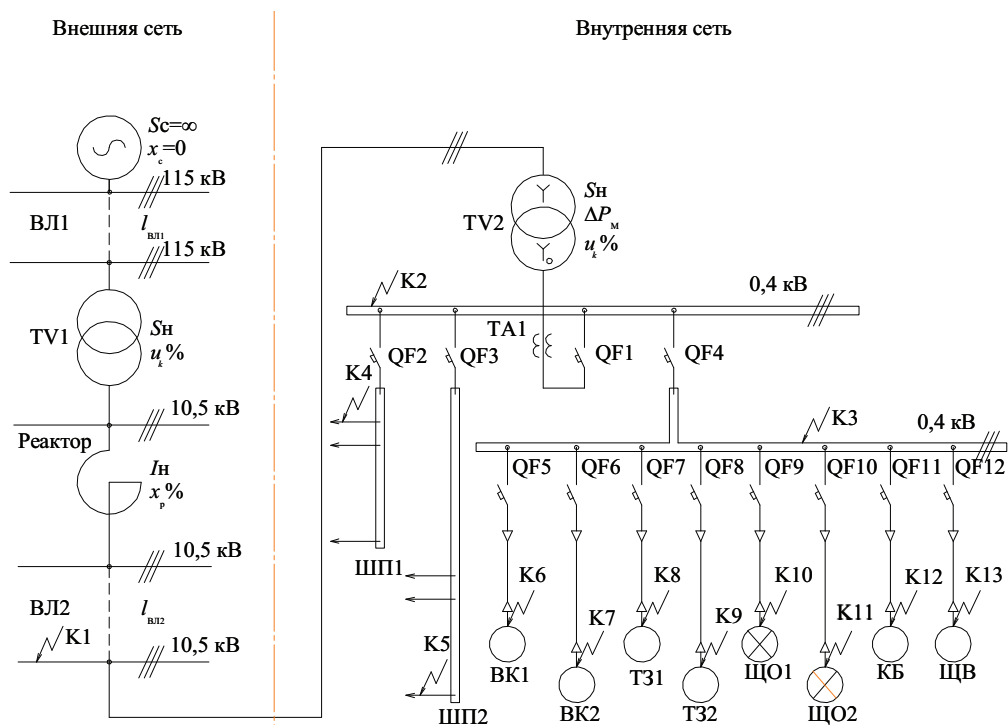 Внешняя сеть
Внутренняя сеть
Sс=∞
xс=0
115 кВ
ВЛ1
lВЛ1
115 кВ
TV1
Sн
uk%
10,5 кВ
Реактор
Iн
xр%
10,5 кВ
ВЛ2
lВЛ2
K1
10,5 кВ
TV2
Sн
ΔPм
uk%
K2
0,4 кВ
TA1
QF2
QF3
QF1
QF4
K4
K3
0,4 кВ
QF5
QF6
QF7
QF8
QF9
QF10
QF11
QF12
ШП1
K5
ШП2
K6
K7
K8
K9
K10
K11
K12
K13
ВК1
ВК2
ТЗ1
ТЗ2
ЩО1
ЩО2
КБ
ЩВ